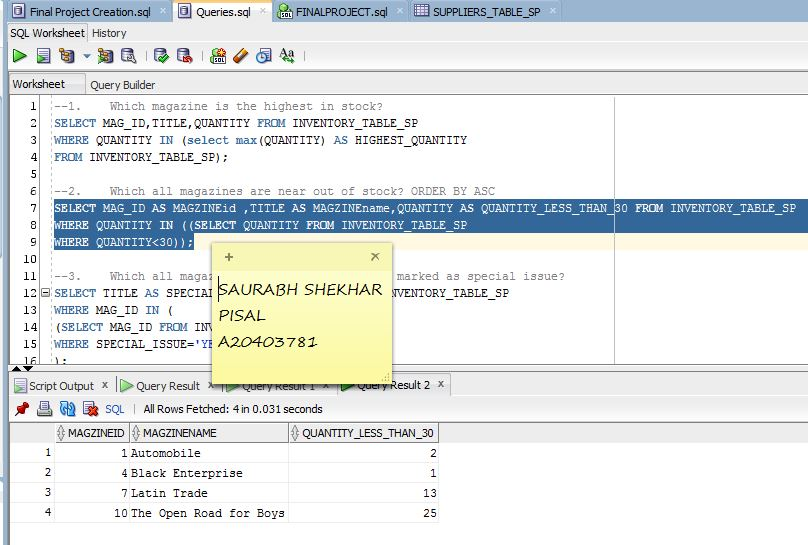 Final Project Creation.sql × Queries.sql × FINALPROJECT.sql × SUPPLIERS_TABLE_SP ×
SQL Worksheet History
SQL Aa
Worksheet Query Builder
1 --1. Which magazine is the highest in stock?
2 SELECT MAG_ID,TITLE,QUANTITY FROM INVENTORY_TABLE_SP
3 WHERE QUANTITY IN (select max(QUANTITY) AS HIGHEST_QUANTITY
4 FROM INVENTORY_TABLE_SP);
5
6 --2. Which all magazines are near out of stock? ORDER BY ASC
7 SELECT MAG_ID AS MAGZINEid ,TITLE AS MAGZINEname,QUANTITY AS QUANTITY_LESS_THAN_30 FROM INVENTORY_TABLE_SP
8 WHERE QUANTITY IN ((SELECT QUANTITY FROM INVENTORY_TABLE_SP
9 WHERE QUANTITY<30));
10
11 --3. Which all magaz marked as special issue?
12 SELECT TITLE AS SPECIA INVENTORY_TABLE_SP
13 WHERE MAG_ID IN (
14 (SELECT MAG_ID FROM INV
15 WHERE SPECIAL_ISSUE='YE
16 );
+ ×
SAURABH SHEKHAR
PISAL
A20403781
Script Output × Query Result × Query Result 1 × Query Result 2 ×
SQL All Rows Fetched: 4 in 0.031 seconds
MAGZINEID MAGZINENAME QUANTITY_LESS_THAN_30
1 1 Automobile 2
2 4 Black Enterprise 1
3 7 Latin Trade 13
4 10 The Open Road for Boys 25